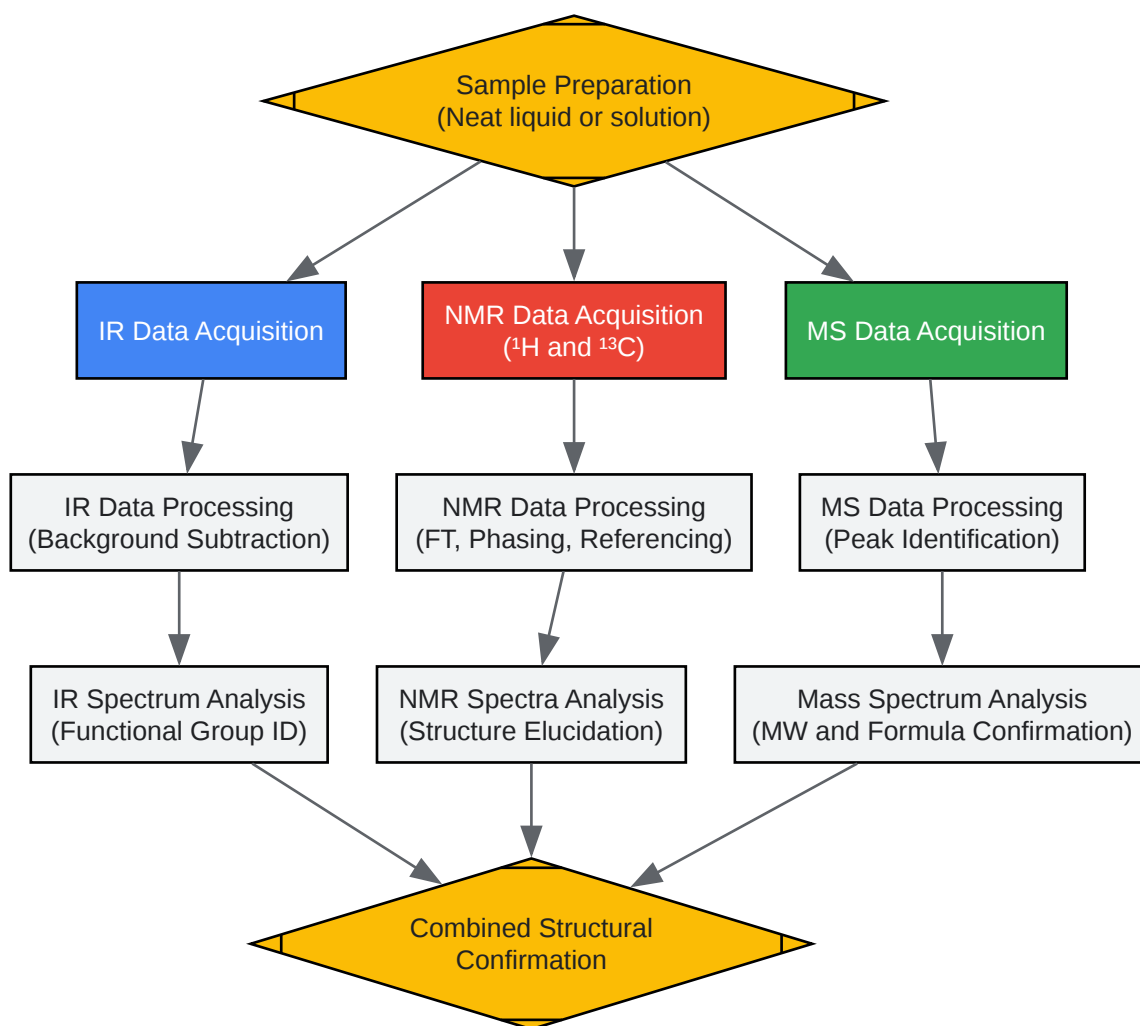 Sample Preparation
(Neat liquid or solution)
IR Data Acquisition
NMR Data Acquisition
(¹H and ¹³C)
MS Data Acquisition
IR Data Processing
(Background Subtraction)
NMR Data Processing
(FT, Phasing, Referencing)
MS Data Processing
(Peak Identification)
IR Spectrum Analysis
(Functional Group ID)
NMR Spectra Analysis
(Structure Elucidation)
Mass Spectrum Analysis
(MW and Formula Confirmation)
Combined Structural
Confirmation